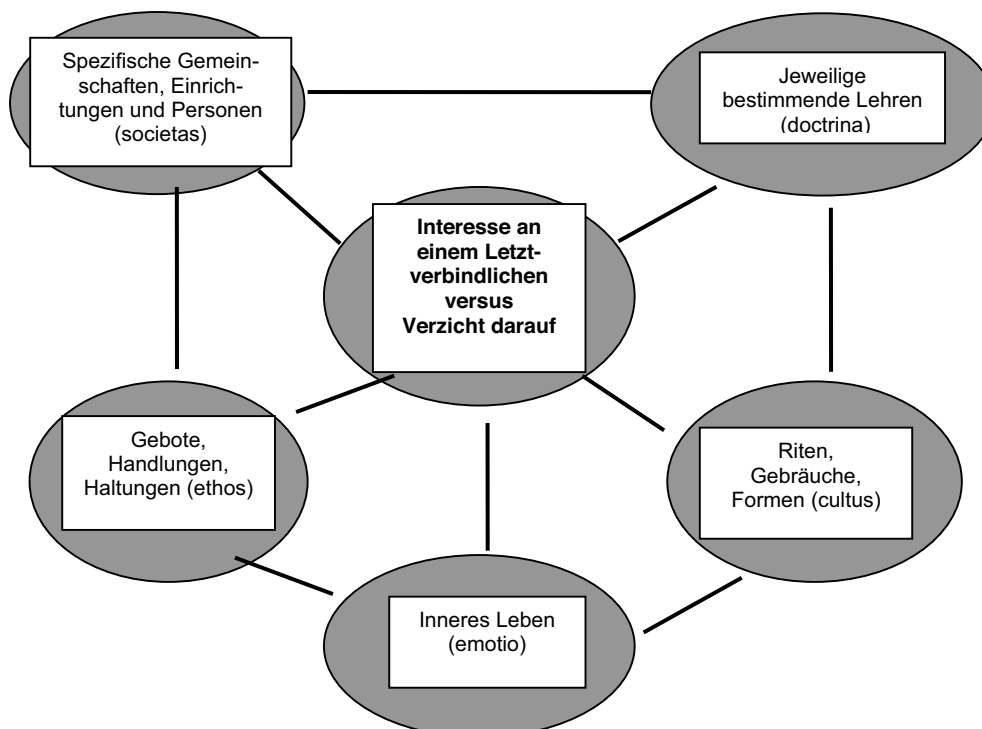 Spezifische Gemein-
schaften, Einrich-
tungen und Personen
(societas)
Jeweilige
bestimmende Lehren
(doctrina)
Interesse an
einem Letzt-
verbindlichen
versus
Verzicht darauf
Gebote,
Handlungen,
Haltungen (ethos)
Riten,
Gebräuche,
Formen (cultus)
Inneres Leben
(emotio)